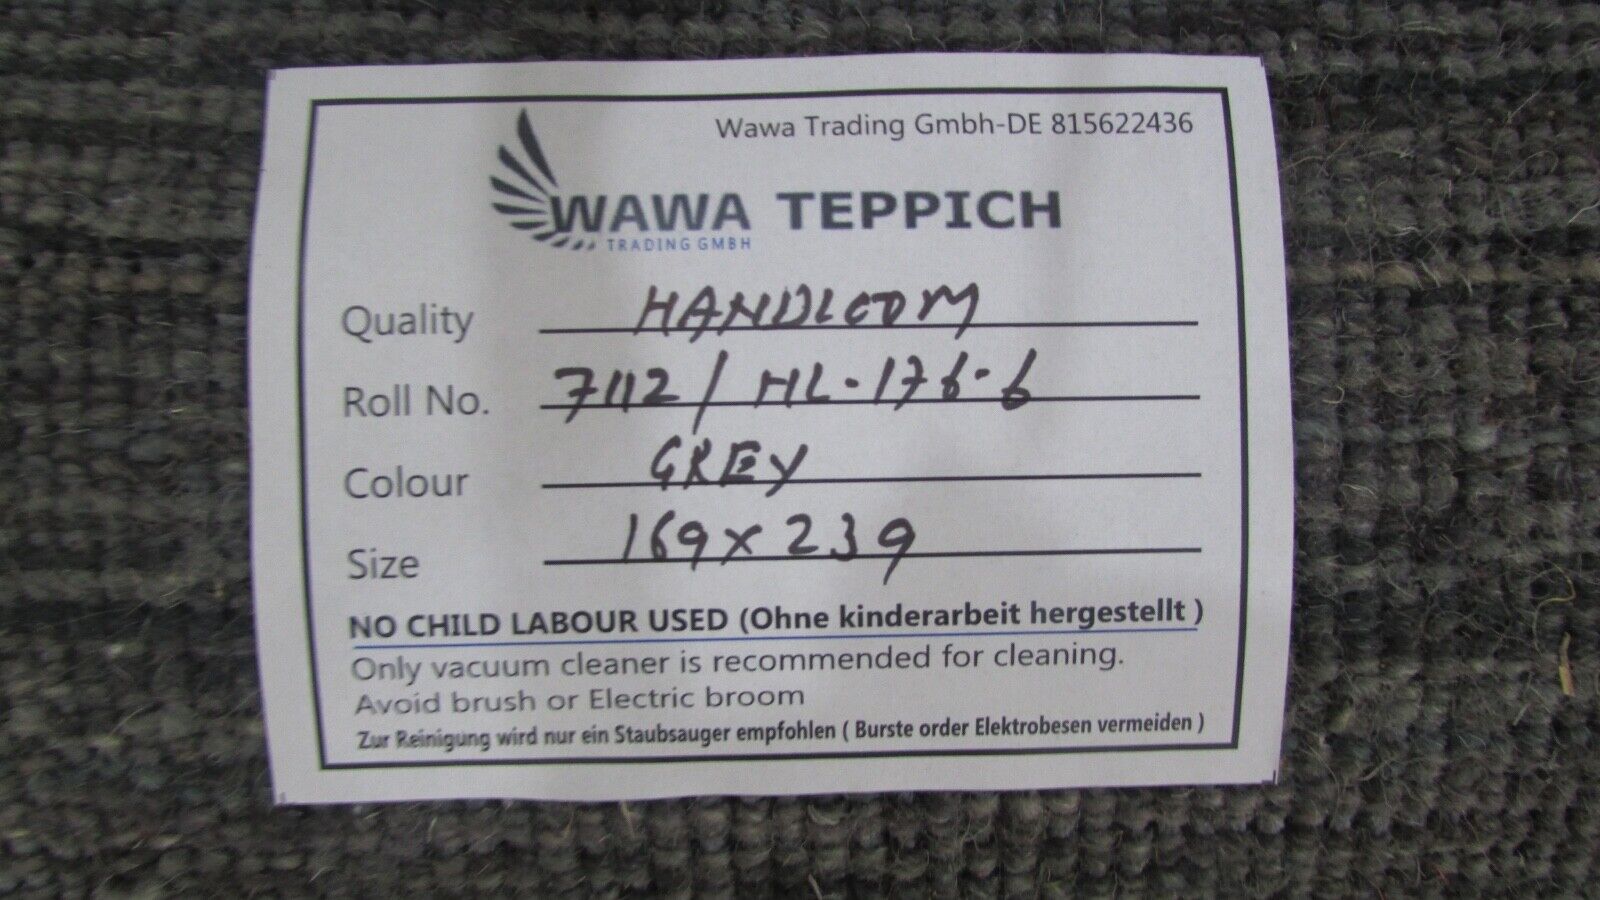 Wawa Trading Gmbh-DE 815622436
WAWA TEPPICH
TRADING GMBH
Quality HANDLOOM
Roll No. 7112 / HL-176-6
Colour GREY
Size 169 x 239
NO CHILD LABOUR USED (Ohne kinderarbeit hergestellt )
Only vacuum cleaner is recommended for cleaning.
Avoid brush or Electric broom
Zur Reinigung wird nur ein Staubsauger empfohlen ( Burste order Elektrobesen vermeiden )